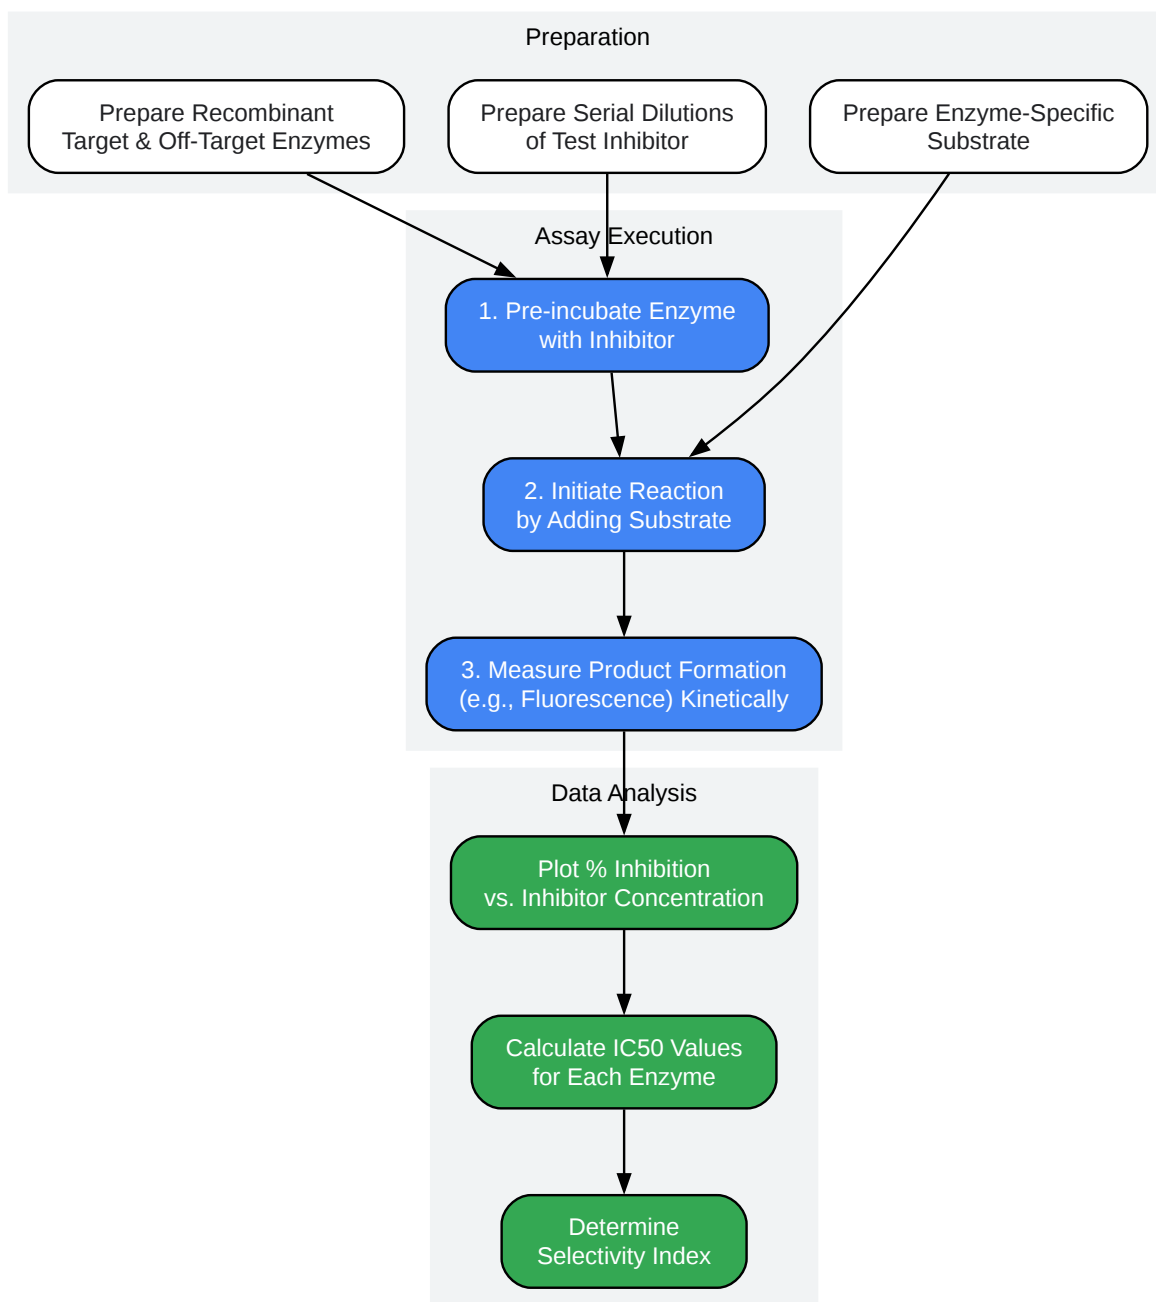 Preparation
Prepare Recombinant
Target & Off-Target Enzymes
Prepare Serial Dilutions
of Test Inhibitor
Prepare Enzyme-Specific
Substrate
Assay Execution
1. Pre-incubate Enzyme
with Inhibitor
2. Initiate Reaction
by Adding Substrate
3. Measure Product Formation
(e.g., Fluorescence) Kinetically
Data Analysis
Plot % Inhibition
vs. Inhibitor Concentration
Calculate IC50 Values
for Each Enzyme
Determine
Selectivity Index